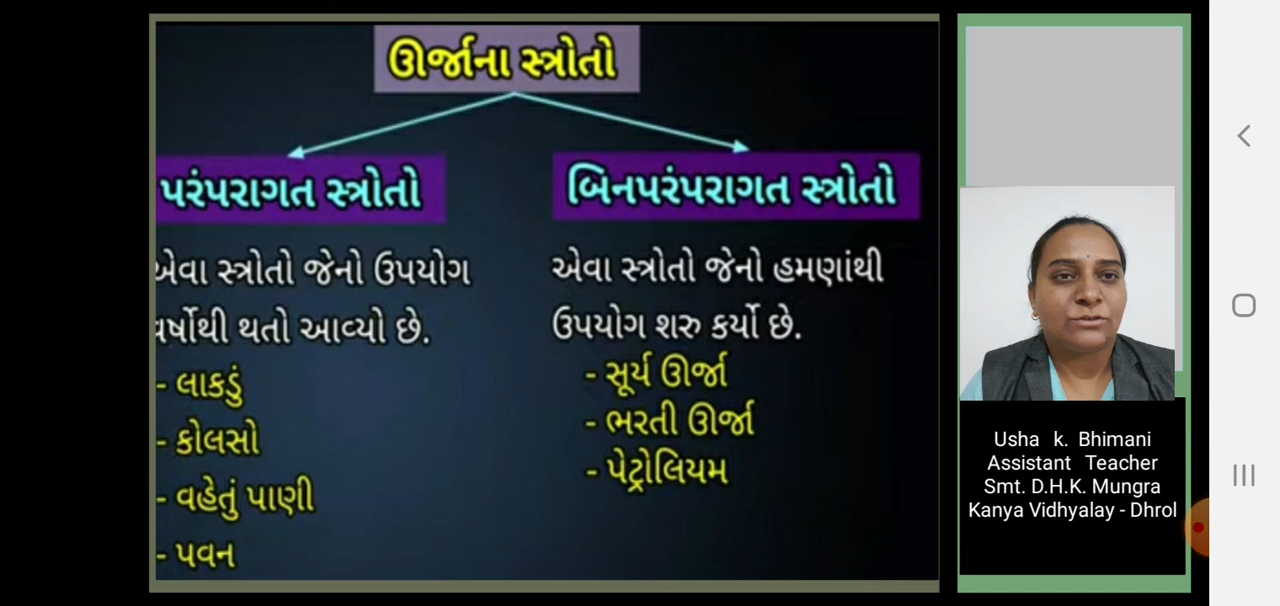 ઊર્જાના સ્ત્રોતો
પરંપરાગત સ્ત્રોતો
એવા સ્ત્રોતો જેનો ઉપયોગ
વર્ષોથી થતો આવ્યો છે.
- લાકડું
- કોલસો
- વહેતું પાણી
- પવન
બિનપરંપરાગત સ્ત્રોતો
એવા સ્ત્રોતો જેનો હમણાંથી
ઉપયોગ શરુ કર્યો છે.
- સૂર્ય ઊર્જા
- ભરતી ઊર્જા
- પેટ્રોલિયમ
Usha k. Bhimani
Assistant Teacher
Smt. D.H.K. Mungra
Kanya Vidhyalay - Dhrol